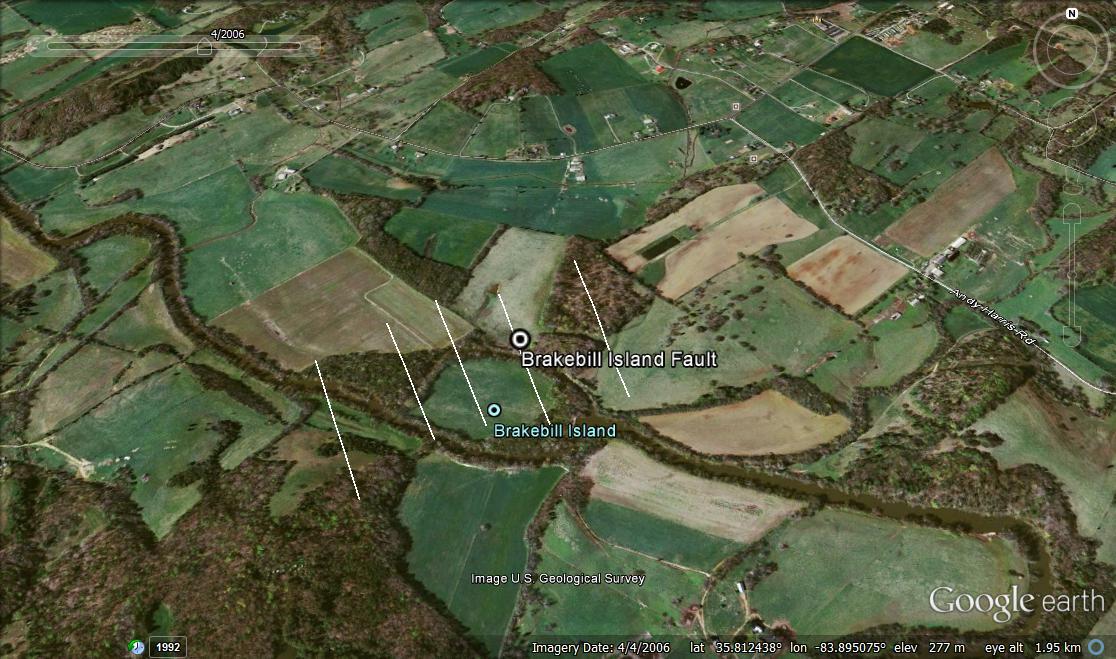 N
4/2006
Andy-Harris-Rd
Brakebill Island Fault
Brakebill Island
Image U.S. Geological Survey
Google earth
1992
Imagery Date: 4/4/2006 lat 35.812438° lon -83.895075° elev 277 m eye alt 1.95 km